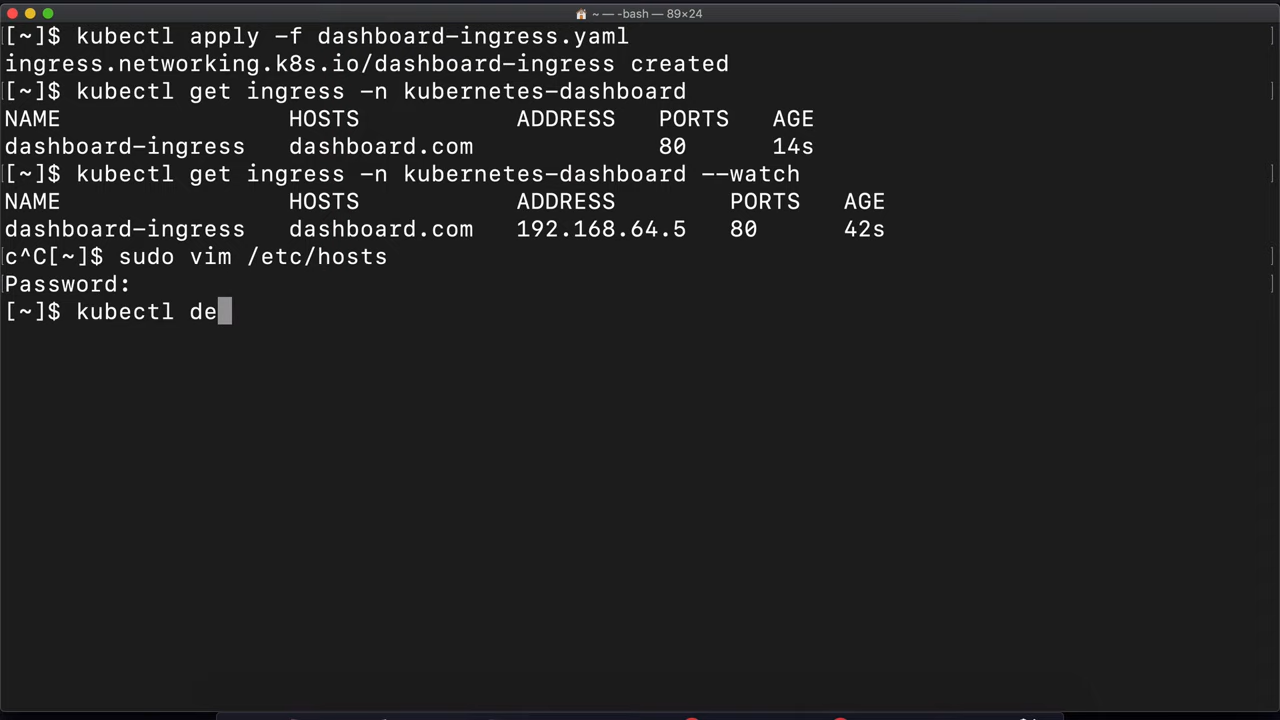 ~ — -bash — 89×24
[~]$ kubectl apply -f dashboard-ingress.yaml
ingress.networking.k8s.io/dashboard-ingress created
[~]$ kubectl get ingress -n kubernetes-dashboard
NAME HOSTS ADDRESS PORTS AGE
dashboard-ingress dashboard.com 80 14s
[~]$ kubectl get ingress -n kubernetes-dashboard --watch
NAME HOSTS ADDRESS PORTS AGE
dashboard-ingress dashboard.com 192.168.64.5 80 42s
c^C[~]$ sudo vim /etc/hosts
Password:
[~]$ kubectl de